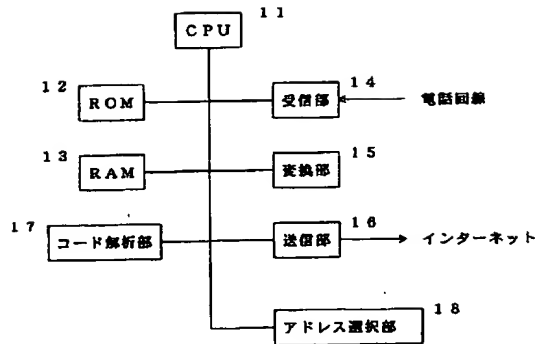 11
CPU
12
ROM
14
受信部
電話回線
13
RAM
15
変換部
17
コード解析部
16
送信部
インターネット
18
アドレス選択部